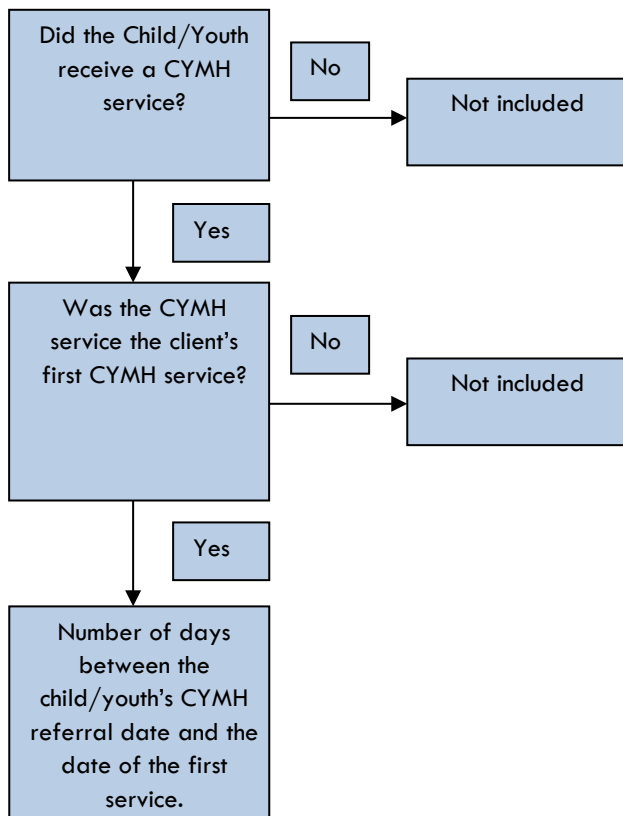 Did the Child/Youth
receive a CYMH
service?
No
Not included
Yes
Was the CYMH
service the client's
first CYMH service?
No
Not included
Yes
Number of days
between the
child/youth's CYMH
referral date and the
date of the first
service.